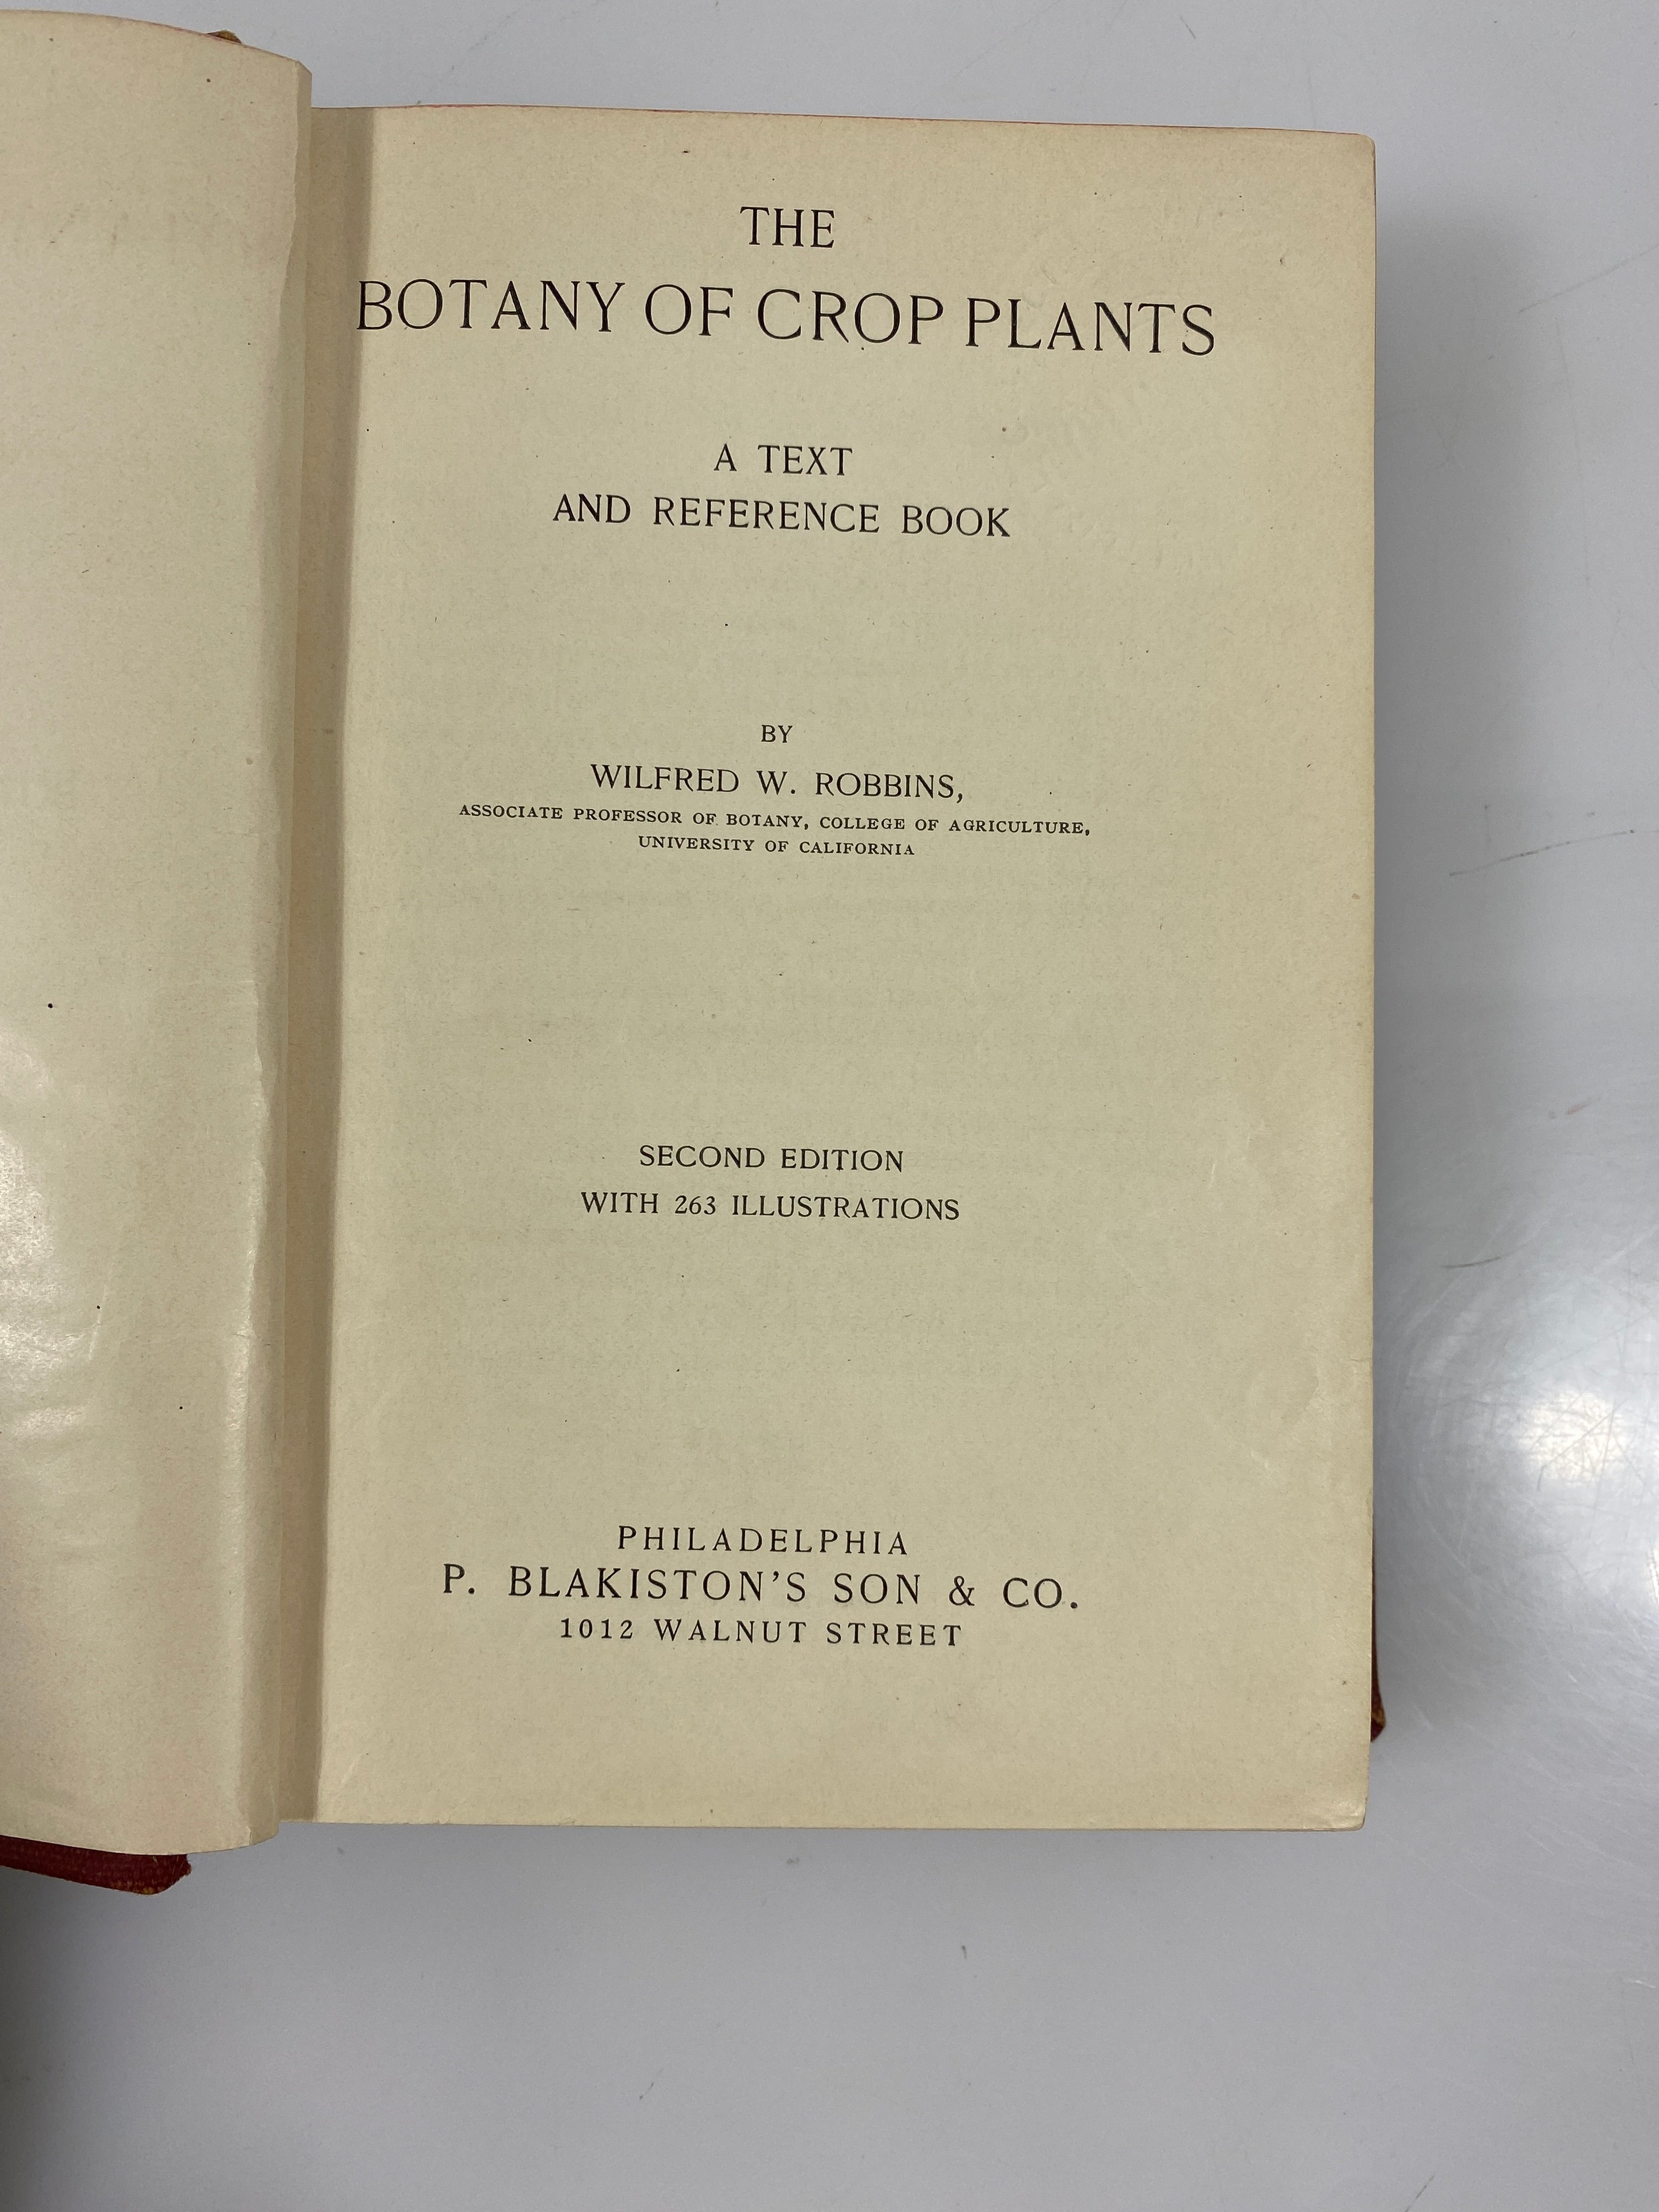 THE
BOTANY OF CROP PLANTS
A TEXT
AND REFERENCE BOOK
BY
WILFRED W. ROBBINS,
ASSOCIATE PROFESSOR OF BOTANY, COLLEGE OF AGRICULTURE,
UNIVERSITY OF CALIFORNIA
SECOND EDITION
WITH 263 ILLUSTRATIONS
PHILADELPHIA
P. BLAKISTON'S SON & CO.
1012 WALNUT STREET